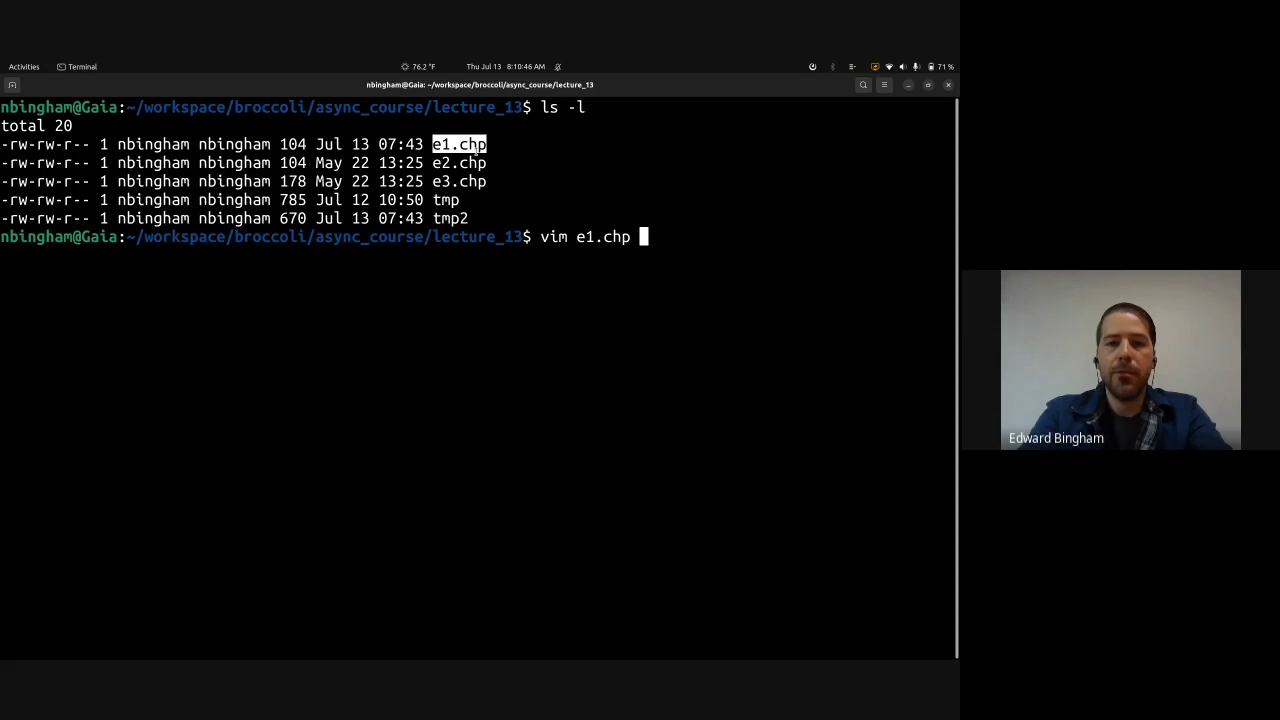 Activities
Terminal
76.2 °F
Thu Jul 13 8:10:46 AM
71 %
nbingham@Gaia: ~/workspace/broccoli/async_course/lecture_13
nbingham@Gaia:~/workspace/broccoli/async_course/lecture_13$ ls -l
total 20
-rw-rw-r-- 1 nbingham nbingham 104 Jul 13 07:43 e1.chp
-rw-rw-r-- 1 nbingham nbingham 104 May 22 13:25 e2.chp
-rw-rw-r-- 1 nbingham nbingham 178 May 22 13:25 e3.chp
-rw-rw-r-- 1 nbingham nbingham 785 Jul 12 10:50 tmp
-rw-rw-r-- 1 nbingham nbingham 670 Jul 13 07:43 tmp2
nbingham@Gaia:~/workspace/broccoli/async_course/lecture_13$ vim e1.chp
Edward Bingham